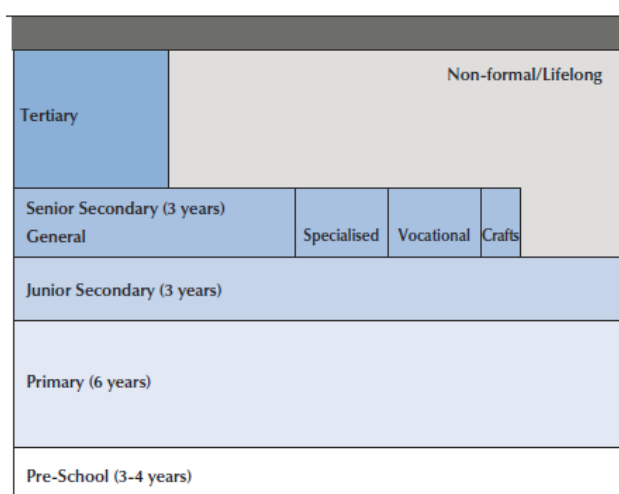 Non-formal/Lifelong
Tertiary
Senior Secondary (3 years)
General
Specialised
Vocational
Crafts
Junior Secondary (3 years)
Primary (6 years)
Pre-School (3-4 years)